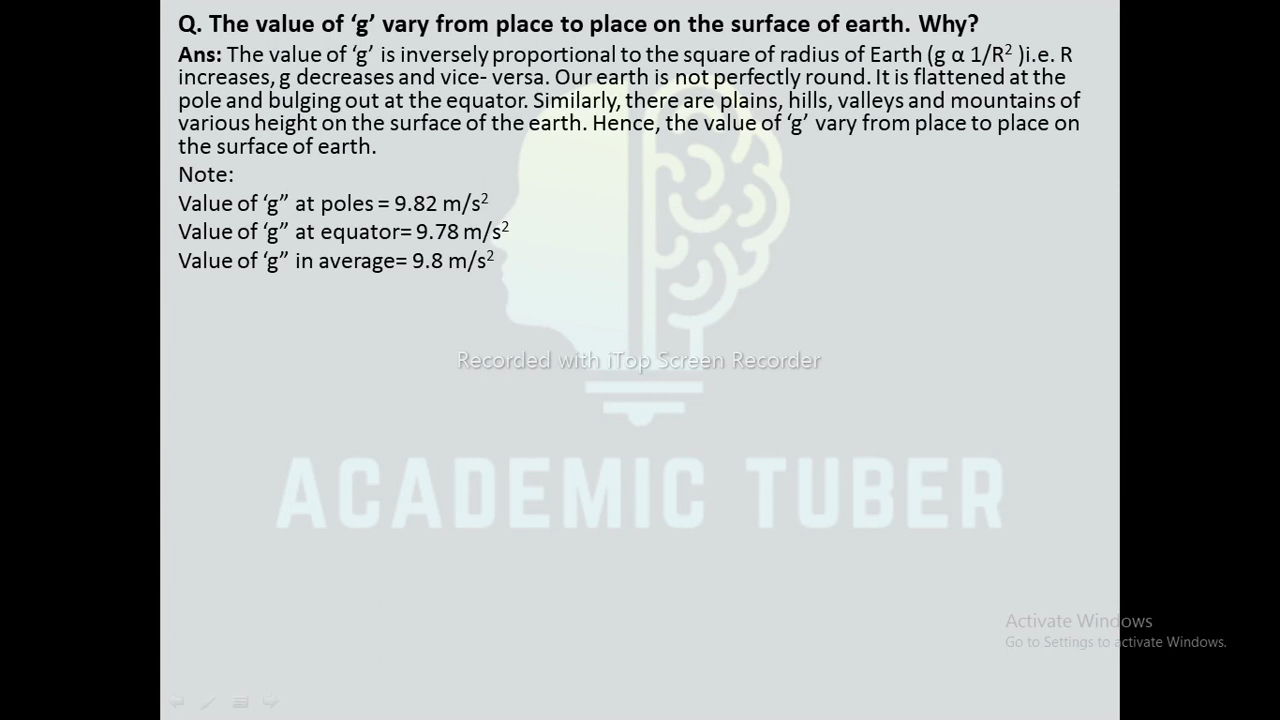 Q. The value of ‘g’ vary from place to place on the surface of earth. Why?
Ans: The value of ‘g’ is inversely proportional to the square of radius of Earth (g α 1/R² )i.e. R
increases, g decreases and vice- versa. Our earth is not perfectly round. It is flattened at the
pole and bulging out at the equator. Similarly, there are plains, hills, valleys and mountains of
various height on the surface of the earth. Hence, the value of ‘g’ vary from place to place on
the surface of earth.
Note:
Value of ‘g” at poles = 9.82 m/s²
Value of ‘g” at equator= 9.78 m/s²
Value of ‘g” in average= 9.8 m/s²
Recorded with iTop Screen Recorder
ACADEMIC TUBER
Activate Windows
Go to Settings to activate Windows.